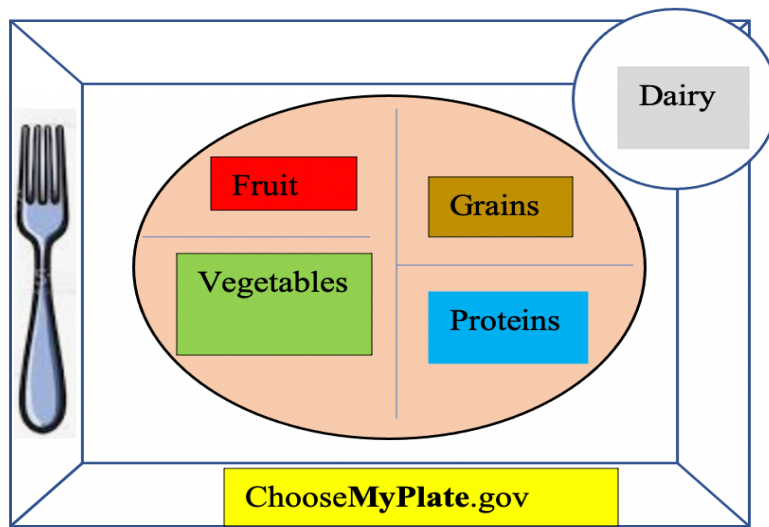 Dairy
Fruit
Grains
Vegetables
Proteins
ChooseMyPlate.gov